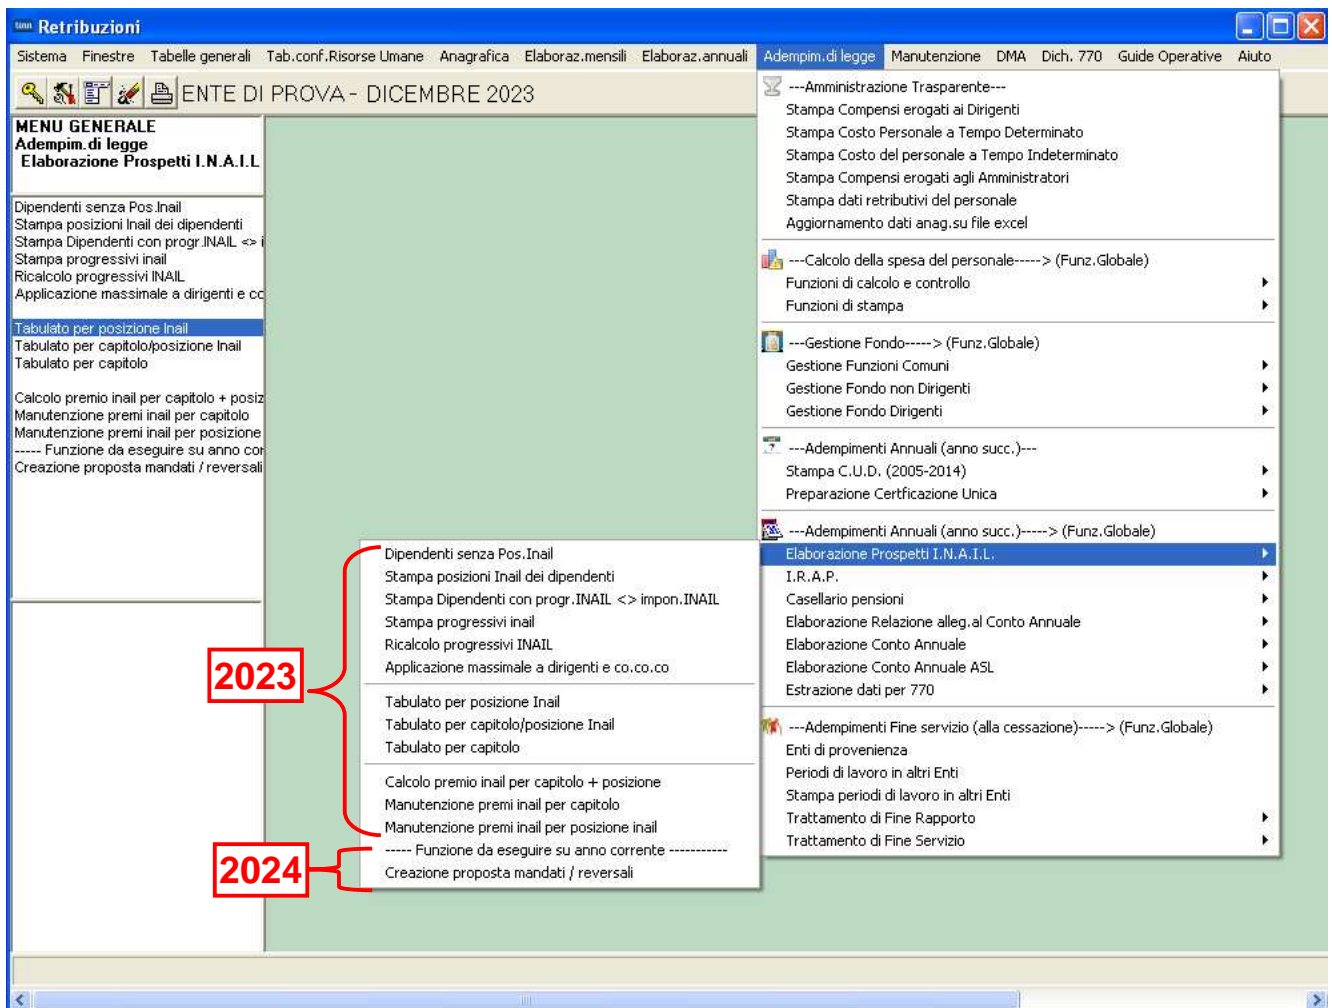 tinn Retribuzioni
Sistema Finestre Tabelle generali Tab.conf.Risorse Umane Anagrafica Elaboraz.mensili Elaboraz.annuali Adempim.di legge Manutenzione DMA Dich. 770 Guide Operative Aiuto
ENTE DI PROVA - DICEMBRE 2023
MENU GENERALE
Adempim.di legge
Elaborazione Prospetti I.N.A.I.L
Dipendenti senza Pos.Inail
Stampa posizioni Inail dei dipendenti
Stampa Dipendenti con progr.INAIL <> i
Stampa progressivi inail
Ricalcolo progressivi INAIL
Applicazione massimale a dirigenti e co
Tabulato per posizione Inail
Tabulato per capitolo/posizione Inail
Tabulato per capitolo
Calcolo premio inail per capitolo + posiz
Manutenzione premi inail per capitolo
Manutenzione premi inail per posizione
----- Funzione da eseguire su anno cor
Creazione proposta mandati / reversali
---Amministrazione Trasparente---
Stampa Compensi erogati ai Dirigenti
Stampa Costo Personale a Tempo Determinato
Stampa Costo del personale a Tempo Indeterminato
Stampa Compensi erogati agli Amministratori
Stampa dati retributivi del personale
Aggiornamento dati anag.su file excel
---Calcolo della spesa del personale-----> (Funz.Globale)
Funzioni di calcolo e controllo
Funzioni di stampa
---Gestione Fondo-----> (Funz.Globale)
Gestione Funzioni Comuni
Gestione Fondo non Dirigenti
Gestione Fondo Dirigenti
---Adempimenti Annuali (anno succ.)---
Stampa C.U.D. (2005-2014)
Preparazione Certficazione Unica
---Adempimenti Annuali (anno succ.)-----> (Funz.Globale)
Elaborazione Prospetti I.N.A.I.L.
I.R.A.P.
Casellario pensioni
Elaborazione Relazione alleg.al Conto Annuale
Elaborazione Conto Annuale
Elaborazione Conto Annuale ASL
Estrazione dati per 770
---Adempimenti Fine servizio (alla cessazione)-----> (Funz.Globale)
Enti di provenienza
Periodi di lavoro in altri Enti
Stampa periodi di lavoro in altri Enti
Trattamento di Fine Rapporto
Trattamento di Fine Servizio
2023
Dipendenti senza Pos.Inail
Stampa posizioni Inail dei dipendenti
Stampa Dipendenti con progr.INAIL <> impon.INAIL
Stampa progressivi inail
Ricalcolo progressivi INAIL
Applicazione massimale a dirigenti e co.co.co
Tabulato per posizione Inail
Tabulato per capitolo/posizione Inail
Tabulato per capitolo
Calcolo premio inail per capitolo + posizione
Manutenzione premi inail per capitolo
Manutenzione premi inail per posizione inail
2024
----- Funzione da eseguire su anno corrente -----------
Creazione proposta mandati / reversali